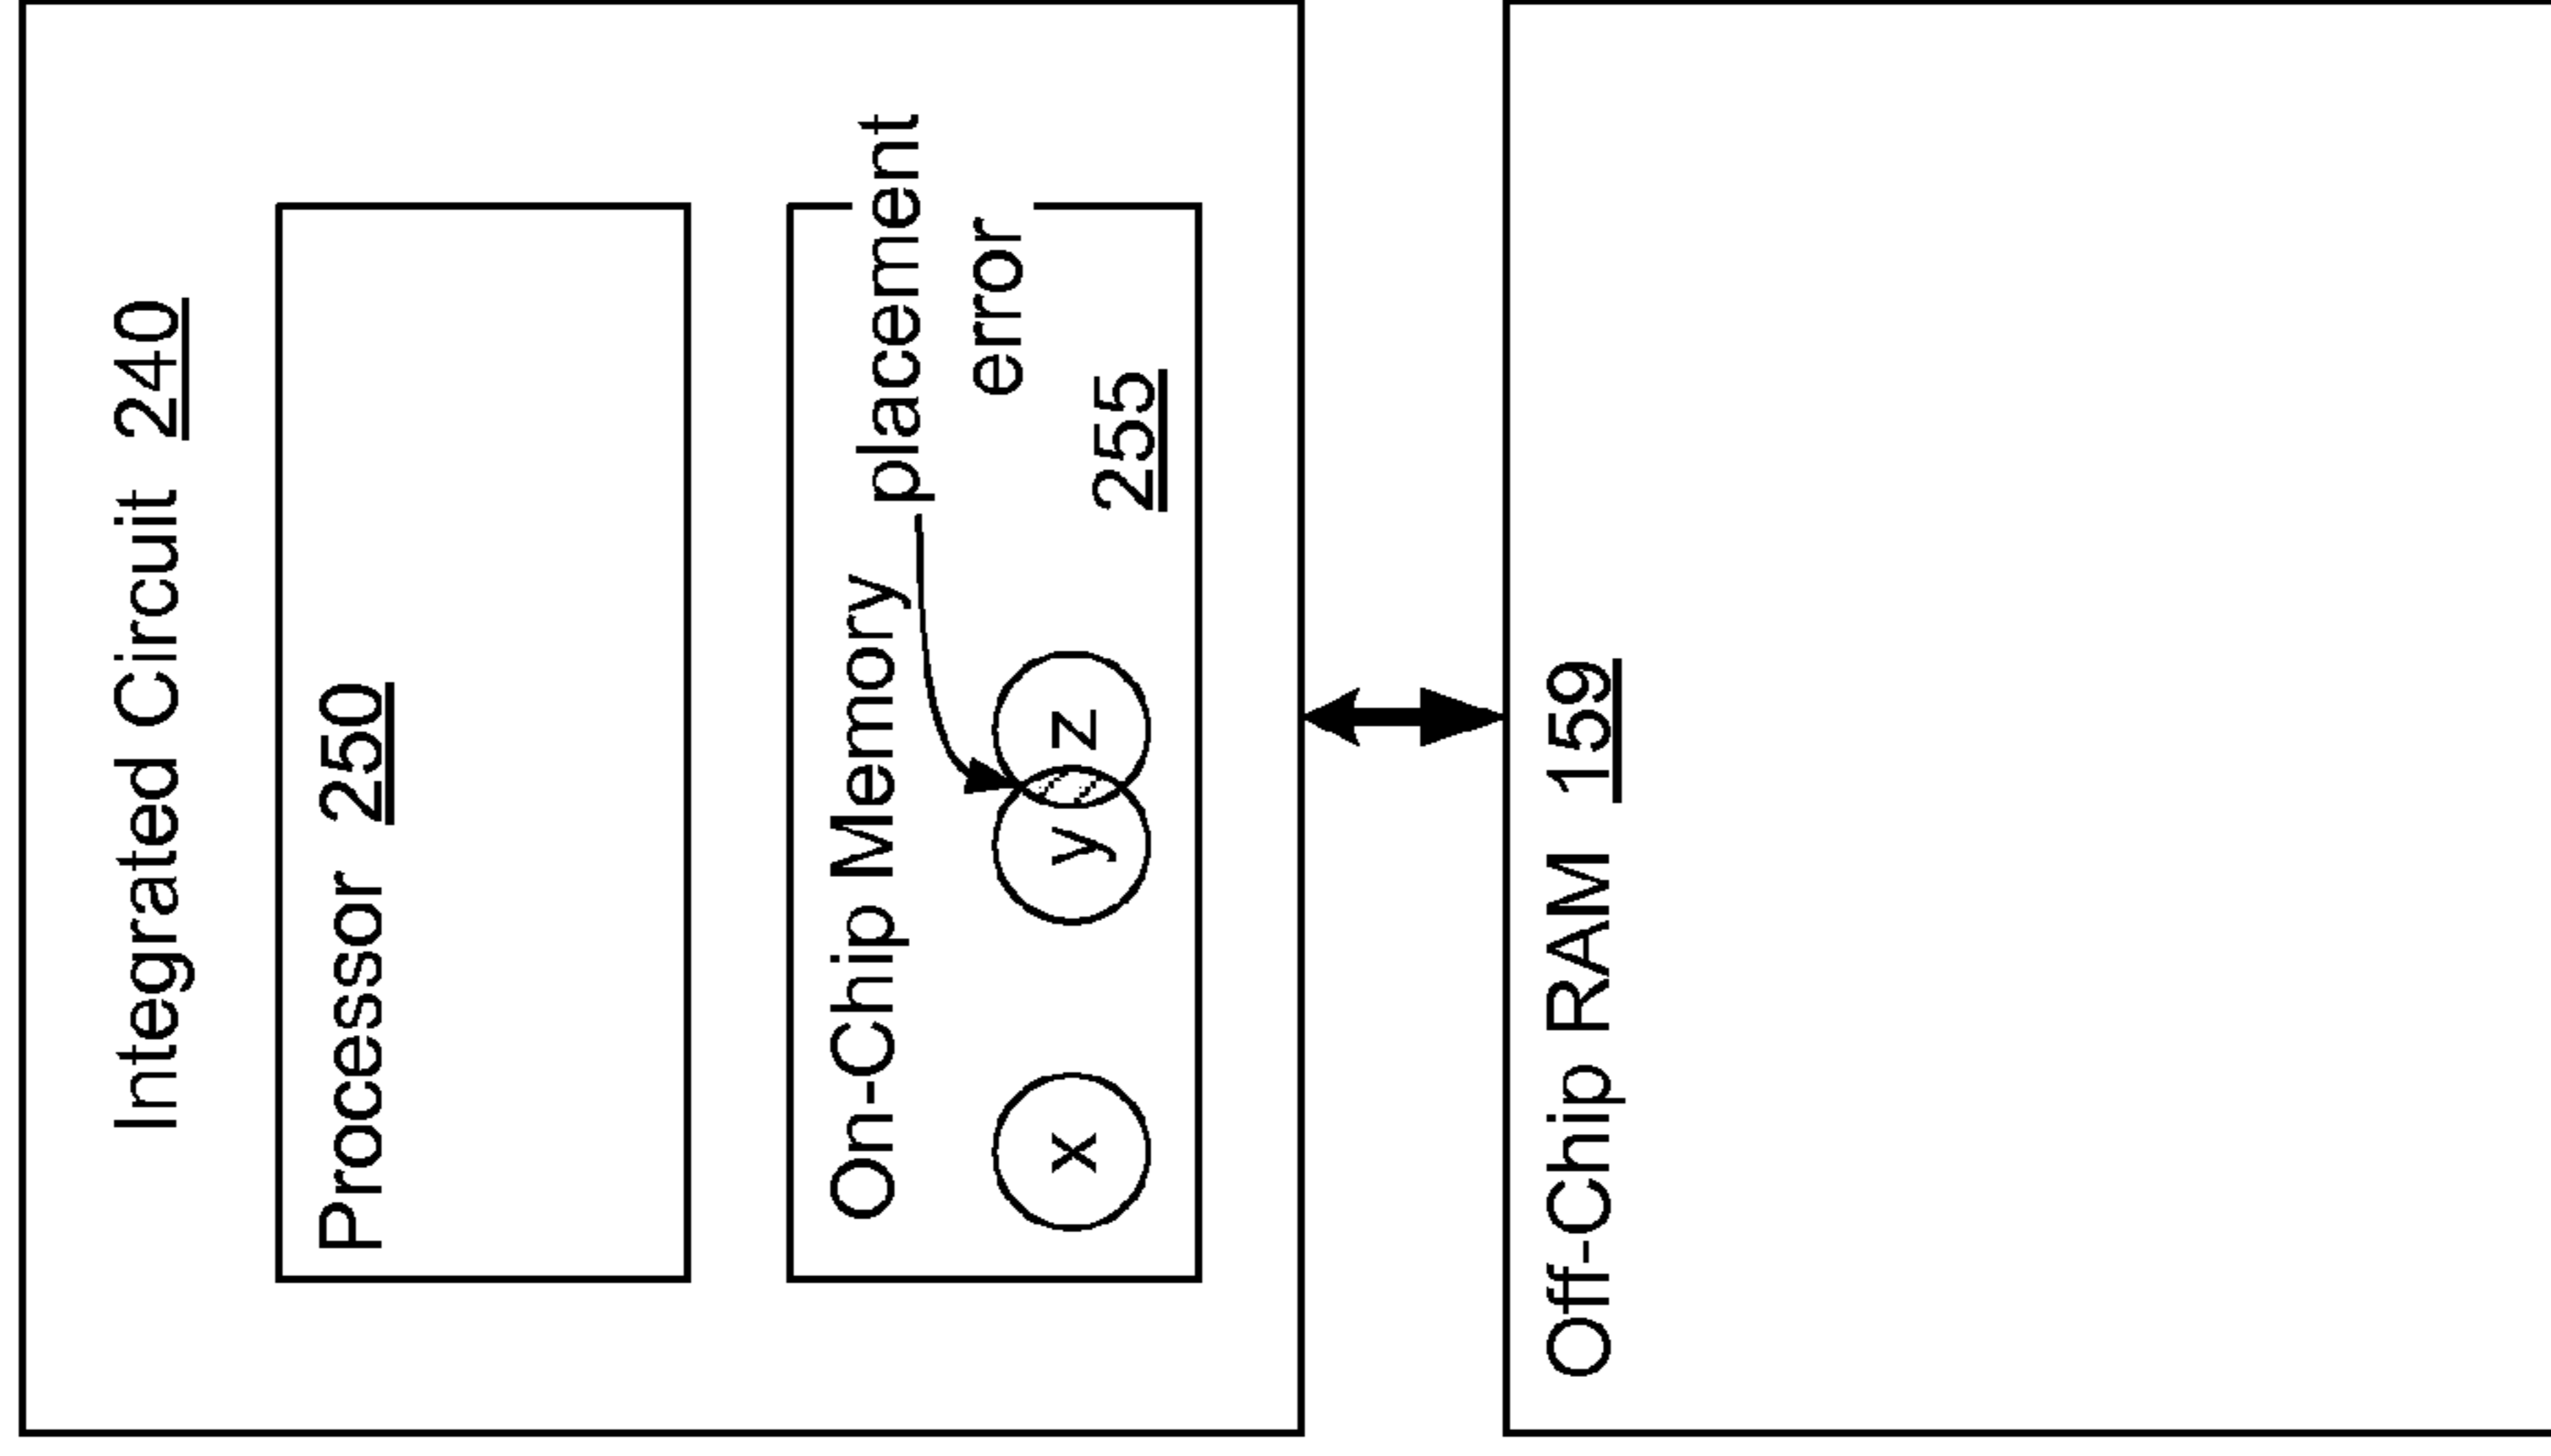 Integrated Circuit 240
Processor 250
On-Chip Memory
placement
error
x
y
z
255
Off-Chip RAM 159